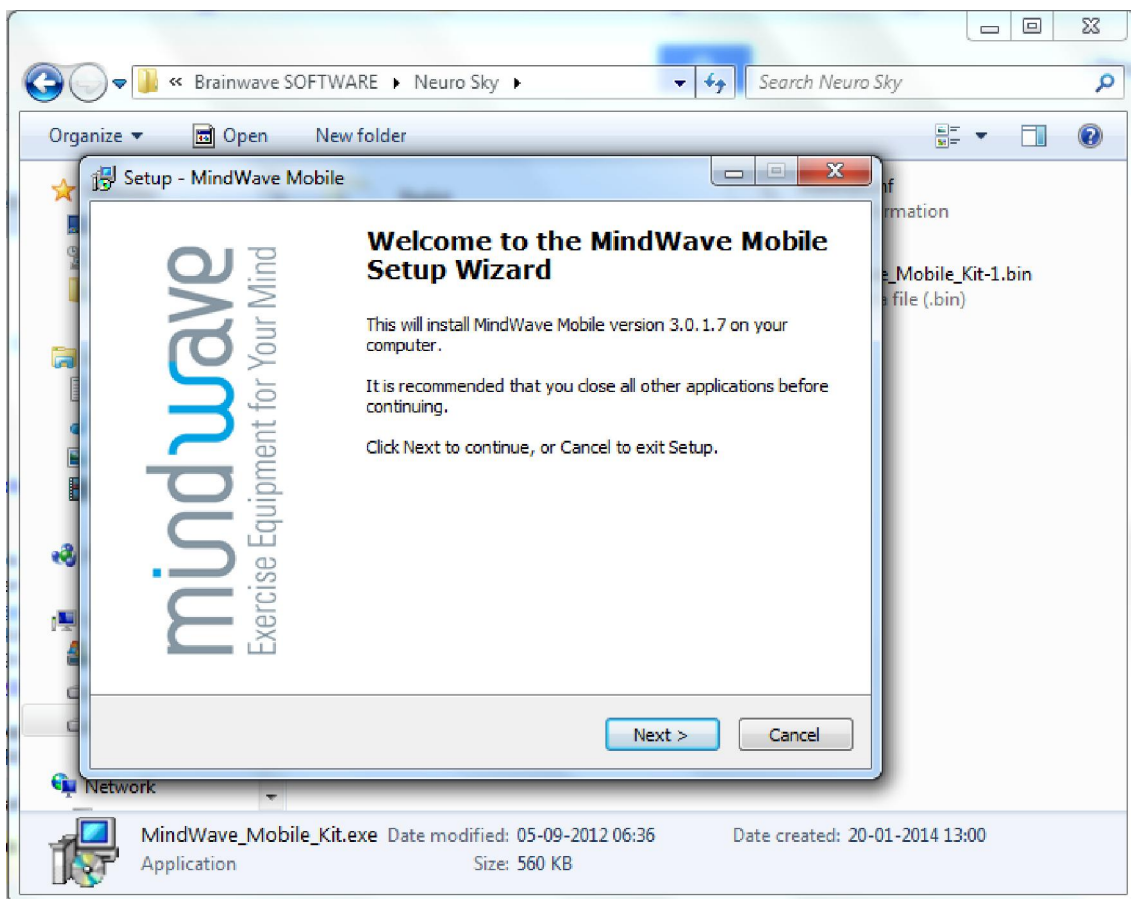 « Brainwave SOFTWARE ▸ Neuro Sky ▸
Search Neuro Sky
Organize ▾ Open New folder
Setup - MindWave Mobile
rmation
e_Mobile_Kit-1.bin
file (.bin)
mindwave
Exercise Equipment for Your Mind
Welcome to the MindWave Mobile
Setup Wizard
This will install MindWave Mobile version 3.0.1.7 on your
computer.
It is recommended that you close all other applications before
continuing.
Click Next to continue, or Cancel to exit Setup.
Next > Cancel
Network
MindWave_Mobile_Kit.exe Date modified: 05-09-2012 06:36 Date created: 20-01-2014 13:00
Application Size: 560 KB